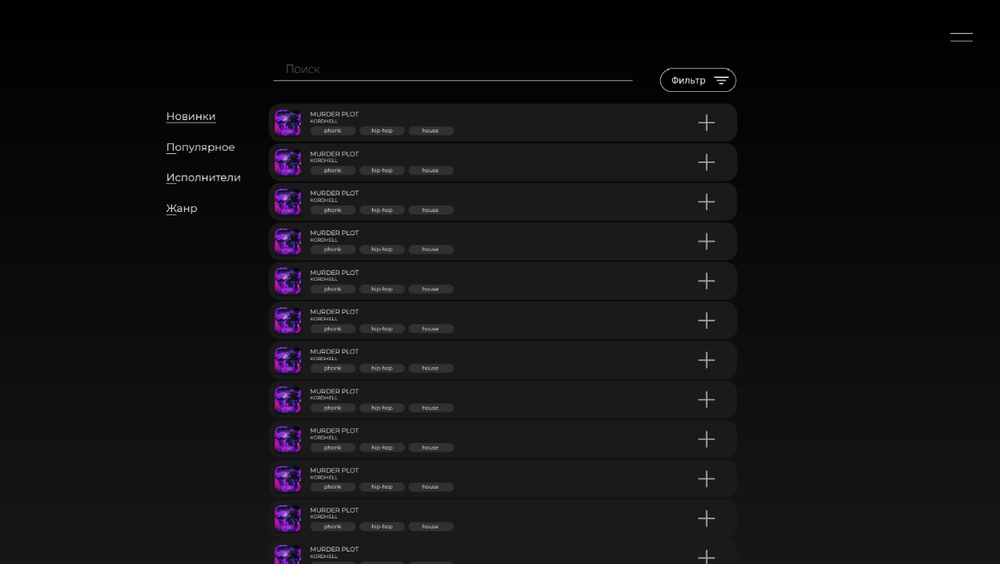 Поиск
Фильтр
Новинки
Популярное
Исполнители
Жанр
MURDER PLOT
KORDHELL
phonk hip-hop house
MURDER PLOT
KORDHELL
phonk hip-hop house
MURDER PLOT
KORDHELL
phonk hip-hop house
MURDER PLOT
KORDHELL
phonk hip-hop house
MURDER PLOT
KORDHELL
phonk hip-hop house
MURDER PLOT
KORDHELL
phonk hip-hop house
MURDER PLOT
KORDHELL
phonk hip-hop house
MURDER PLOT
KORDHELL
phonk hip-hop house
MURDER PLOT
KORDHELL
phonk hip-hop house
MURDER PLOT
KORDHELL
phonk hip-hop house
MURDER PLOT
KORDHELL
phonk hip-hop house
MURDER PLOT
KORDHELL